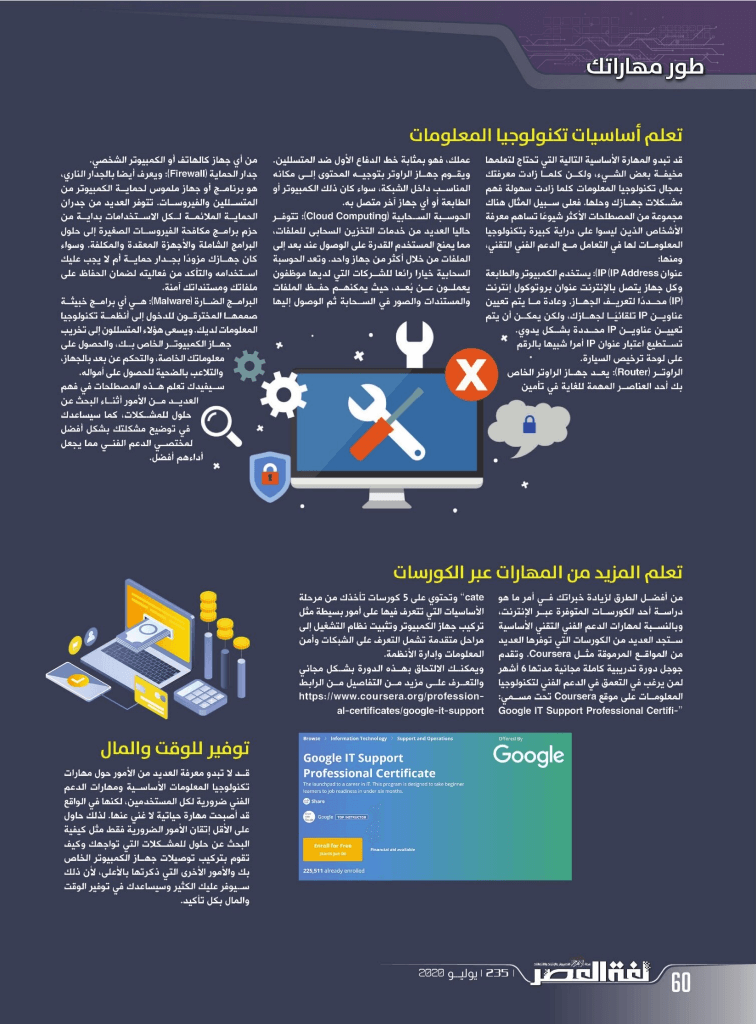 طور مهاراتك
تعلم أساسيات تكنولوجيا المعلومات
قد تبدو المهارة الأساسية التالية التي تحتاج لتعلمها
مخيفة بعض الشيء، ولكن كلما زادت معرفتك
بمجال تكنولوجيا المعلومات كلما زادت سهولة فهم
مشكلات جهازك وحلها. فعلى سبيل المثال هناك
مجموعة من المصطلحات الأكثر شيوعًا تساهم معرفة
الأشخاص الذين ليسوا على دراية كبيرة بتكنولوجيا
المعلومات لها في التعامل مع الدعم الفني التقني،
ومنها:
عنوان IP (IP Address): يستخدم الكمبيوتر والطابعة
وكل جهاز يتصل بالإنترنت عنوان بروتوكول إنترنت
(IP) محددًا لتعريف الجهاز. وعادة ما يتم تعيين
عناوين IP تلقائيًا لجهازك، ولكن يمكن أن يتم
تعيين عناوين IP محددة بشكل يدوي.
تستطيع اعتبار عنوان IP أمرا شبيها بالرقم
على لوحة ترخيص السيارة.
الراوتر (Router): يعد جهاز الراوتر الخاص
بك أحد العناصر المهمة للغاية في تأمين
عملك، فهو بمثابة خط الدفاع الأول ضد المتسللين.
ويقوم جهاز الراوتر بتوجيه المحتوى إلى مكانه
المناسب داخل الشبكة، سواء كان ذلك الكمبيوتر أو
الطابعة أو أي جهاز آخر متصل به.
الحوسبة السحابية (Cloud Computing): تتوفر
حاليا العديد من خدمات التخزين السحابى للملفات،
مما يمنح المستخدم القدرة على الوصول عند بعد إلى
الملفات من خلال أكثر من جهاز واحد. وتعد الحوسبة
السحابية خيارا رائعا للشركات التي لديها موظفون
يعملون عن بُعد، حيث يمكنهم حفظ الملفات
والمستندات والصور في السحابة ثم الوصول إليها
من أي جهاز كالهاتف أو الكمبيوتر الشخصي.
جدار الحماية (Firewall): ويعرف أيضا بالجدار الناري،
هو برنامج أو جهاز ملموس لحماية الكمبيوتر من
المتسللين والفيروسات. تتوفر العديد من جدران
الحماية الملائمة لكل الاستخدامات بداية من
حزم برامج مكافحة الفيروسات الصغيرة إلى حلول
البرامج الشاملة والأجهزة المعقدة والمكلفة. وسواء
كان جهازك مزودًا بجدار حماية أم لا يجب عليك
استخدامه والتأكد من فعاليته لضمان الحفاظ على
ملفاتك ومستنداتك آمنة.
البرامج الضارة (Malware): هي أي برامج خبيثة
صممها المخترقون للدخول إلى أنظمة تكنولوجيا
المعلومات لديك. ويسعى هؤلاء المتسللون إلى تخريب
جهاز الكمبيوتر الخاص بك، والحصول على
معلوماتك الخاصة، والتحكم عن بعد بالجهاز،
والتلاعب بالضحية للحصول على أمواله.
سيفيدك تعلم هذه المصطلحات في فهم
العديد من الأمور أثناء البحث عن
حلول للمشكلات، كما سيساعدك
في توضيح مشكلتك بشكل أفضل
لمختصي الدعم الفني مما يجعل
أداءهم أفضل.
تعلم المزيد من المهارات عبر الكورسات
من أفضل الطرق لزيادة خبراتك في أمر ما هو
دراسة أحد الكورسات المتوفرة عبر الإنترنت،
وبالنسبة لمهارات الدعم الفني التقني الأساسية
ستجد العديد من الكورسات التي توفرها العديد
من المواقع المرموقة مثل Coursera. وتقدم
جوجل دورة تدريبية كاملة مجانية مدتها 6 أشهر
لمن يرغب في التعمق في الدعم الفني لتكنولوجيا
المعلومات على موقع Coursera تحت مسمى:
"Google IT Support Professional Certifi-
cate" وتحتوي على 5 كورسات تأخذك من مرحلة
الأساسيات التي تتعرف فيها على أمور بسيطة مثل
تركيب جهاز الكمبيوتر وتثبيت نظام التشغيل إلى
مراحل متقدمة تشمل التعرف على الشبكات وأمن
المعلومات وإدارة الأنظمة.
ويمكنك الالتحاق بهذه الدورة بشكل مجاني
والتعرف على مزيد من التفاصيل من الرابط
https://www.coursera.org/profession-
al-certificates/google-it-support
Browse > Information Technology > Support and Operations
Offered By
Google
Google IT Support
Professional Certificate
The launchpad to a career in IT. This program is designed to take beginner
learners to job readiness in under six months.
Share
Google TOP INSTRUCTOR
Enroll for Free
Financial aid available
225,511 already enrolled
توفير للوقت والمال
قد لا تبدو معرفة العديد من الأمور حول مهارات
تكنولوجيا المعلومات الأساسية ومهارات الدعم
الفني ضرورية لكل المستخدمين، لكنها في الواقع
قد أصبحت مهارة حياتية لا غني عنها. لذلك حاول
على الأقل إتقان الأمور الضرورية فقط مثل كيفية
البحث عن حلول للمشكلات التي تواجهك وكيف
تقوم بتركيب توصيلات جهاز الكمبيوتر الخاص
بك والأمور الأخرى التي ذكرتها بالأعلى، لأن ذلك
سيوفر عليك الكثير وسيساعدك في توفير الوقت
والمال بكل تأكيد.
60
لغة العصر
| 235 | يوليو 2020